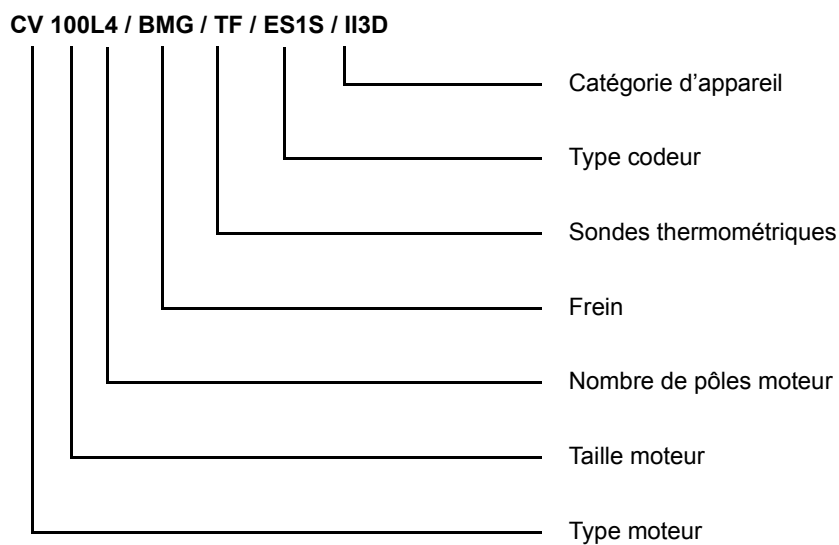 CV 100L4 / BMG / TF / ES1S / II3D
Catégorie d'appareil
Type codeur
Sondes thermométriques
Frein
Nombre de pôles moteur
Taille moteur
Type moteur